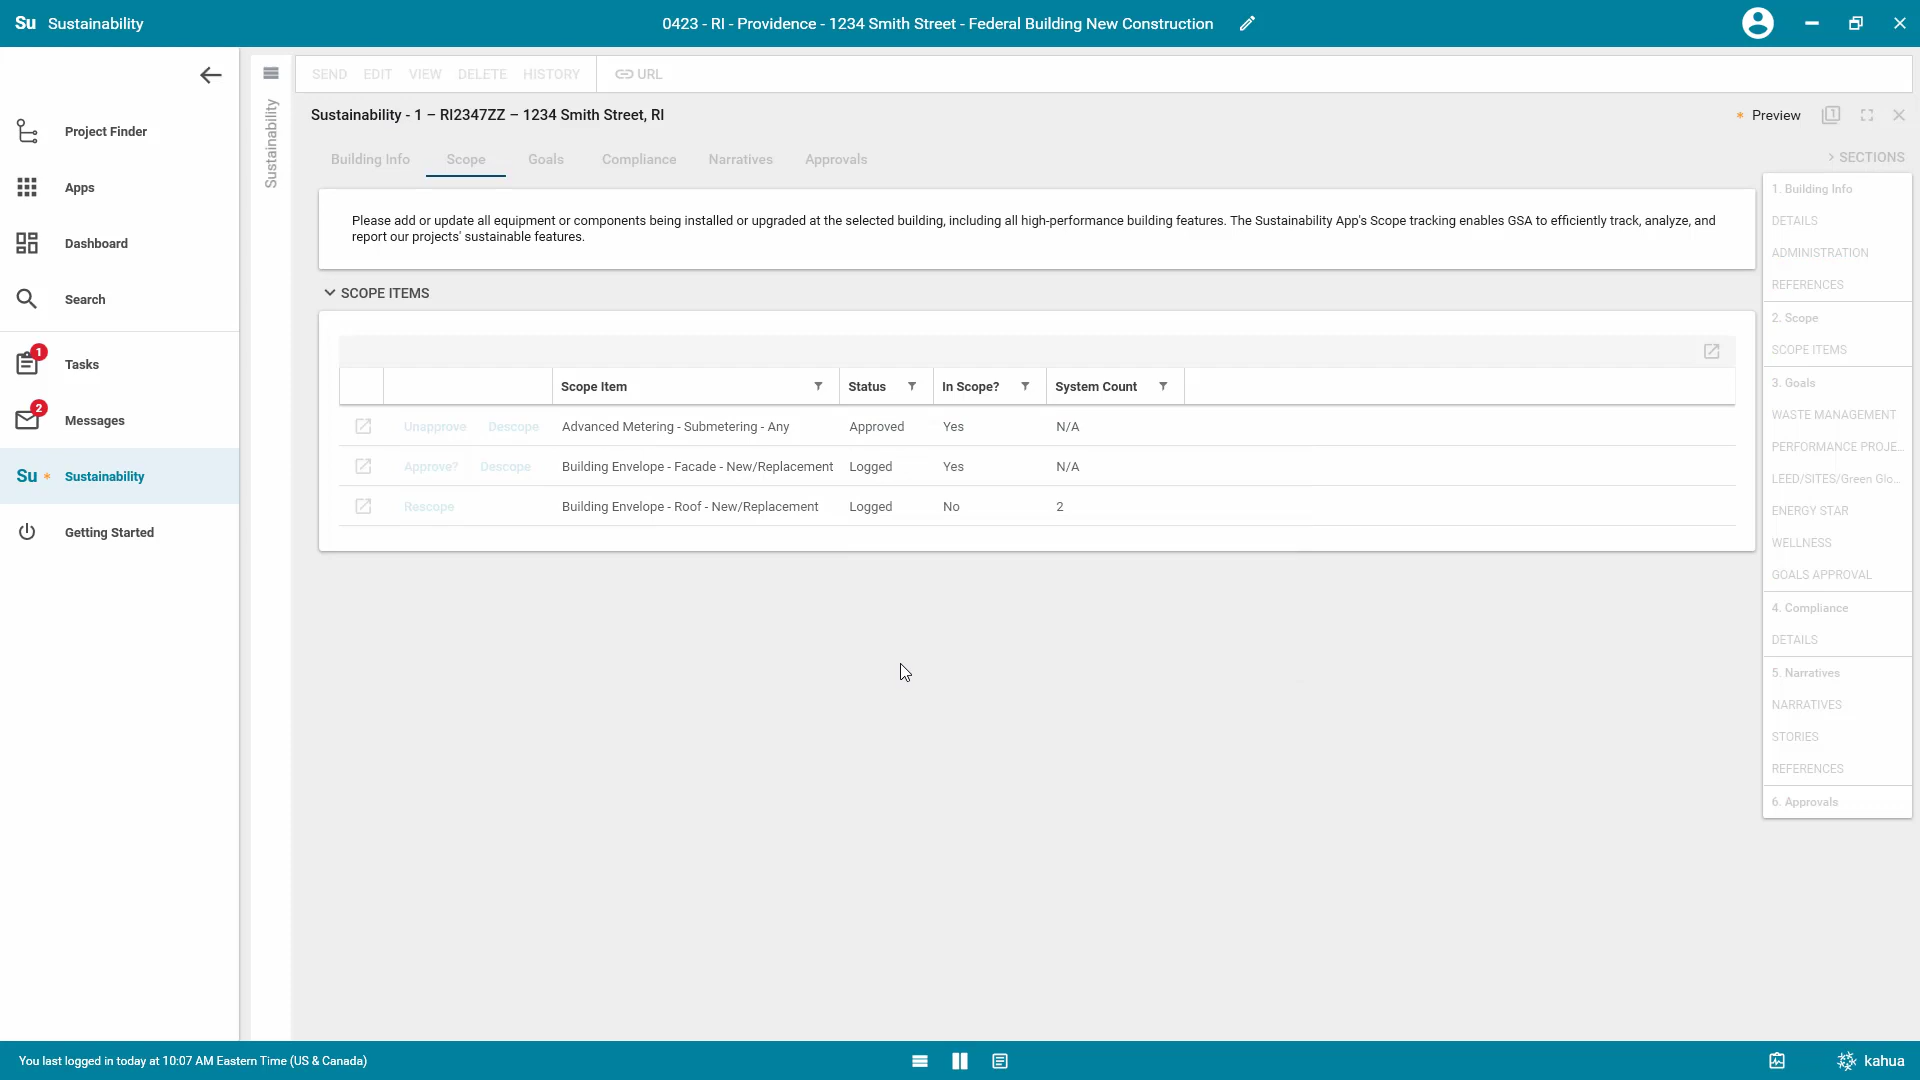 Su Sustainability
0423 - RI - Providence - 1234 Smith Street - Federal Building New Construction
Project Finder
Apps
Dashboard
Search
1
Tasks
2
Messages
Su * Sustainability
Getting Started
Sustainability
SEND EDIT VIEW DELETE HISTORY URL
Sustainability - 1 – RI2347ZZ – 1234 Smith Street, RI
* Preview
1
Building Info Scope Goals Compliance Narratives Approvals
Please add or update all equipment or components being installed or upgraded at the selected building, including all high-performance building features. The Sustainability App's Scope tracking enables GSA to efficiently track, analyze, and
report our projects' sustainable features.
SCOPE ITEMS
Scope Item Status In Scope? System Count
Unapprove Descope Advanced Metering - Submetering - Any Approved Yes N/A
Approve? Descope Building Envelope - Facade - New/Replacement Logged Yes N/A
Rescope Building Envelope - Roof - New/Replacement Logged No 2
> SECTIONS
1. Building Info
DETAILS
ADMINISTRATION
REFERENCES
2. Scope
SCOPE ITEMS
3. Goals
WASTE MANAGEMENT
PERFORMANCE PROJE...
LEED/SITES/Green Glo...
ENERGY STAR
WELLNESS
GOALS APPROVAL
4. Compliance
DETAILS
5. Narratives
NARRATIVES
STORIES
REFERENCES
6. Approvals
You last logged in today at 10:07 AM Eastern Time (US & Canada)
kahua